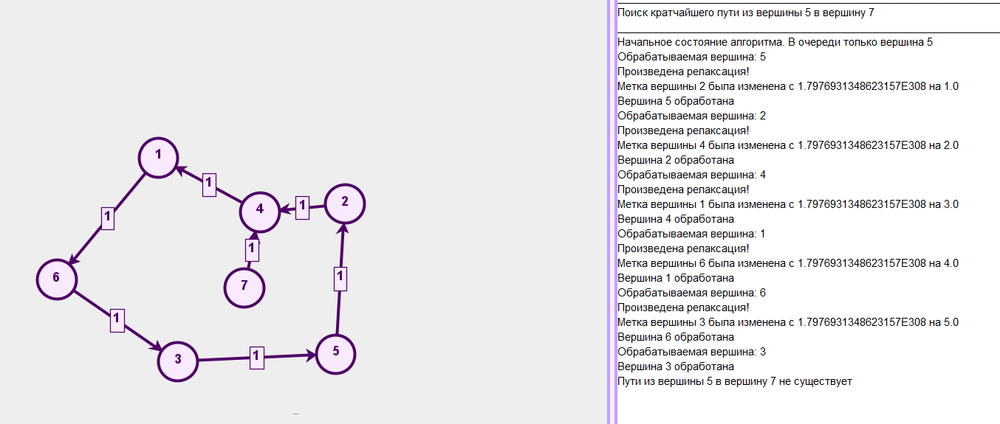 1
1
4
1
2
1
1
6
7
1
1
3
1
5
Поиск кратчайшего пути из вершины 5 в вершину 7
Начальное состояние алгоритма. В очереди только вершина 5
Обрабатываемая вершина: 5
Произведена релаксация!
Метка вершины 2 была изменена с 1.7976931348623157E308 на 1.0
Вершина 5 обработана
Обрабатываемая вершина: 2
Произведена релаксация!
Метка вершины 4 была изменена с 1.7976931348623157E308 на 2.0
Вершина 2 обработана
Обрабатываемая вершина: 4
Произведена релаксация!
Метка вершины 1 была изменена с 1.7976931348623157E308 на 3.0
Вершина 4 обработана
Обрабатываемая вершина: 1
Произведена релаксация!
Метка вершины 6 была изменена с 1.7976931348623157E308 на 4.0
Вершина 1 обработана
Обрабатываемая вершина: 6
Произведена релаксация!
Метка вершины 3 была изменена с 1.7976931348623157E308 на 5.0
Вершина 6 обработана
Обрабатываемая вершина: 3
Вершина 3 обработана
Пути из вершины 5 в вершину 7 не существует